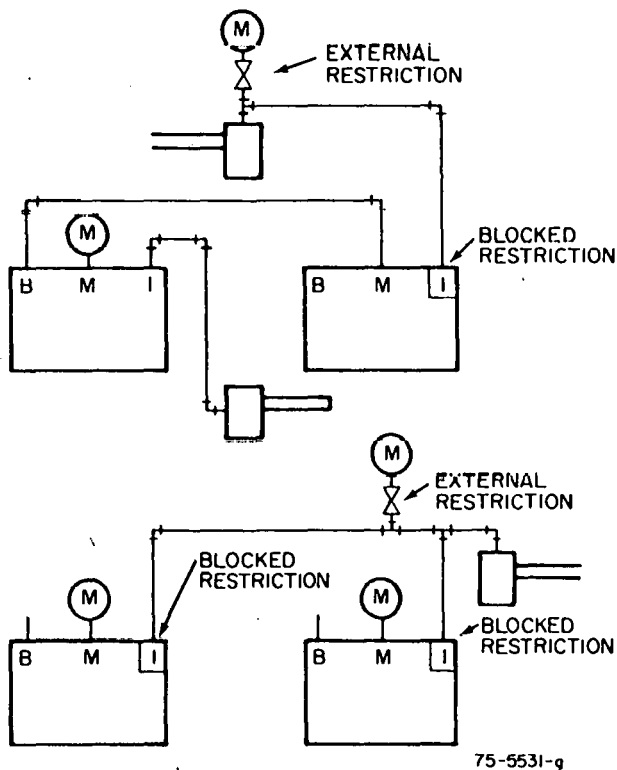 M
EXTERNAL
RESTRICTION
M
BLOCKED
RESTRICTION
B M I
B M I
M
EXTERNAL
RESTRICTION
BLOCKED
RESTRICTION
M
M
BLOCKED
RESTRICTION
B M I
B M I
75-5531-g